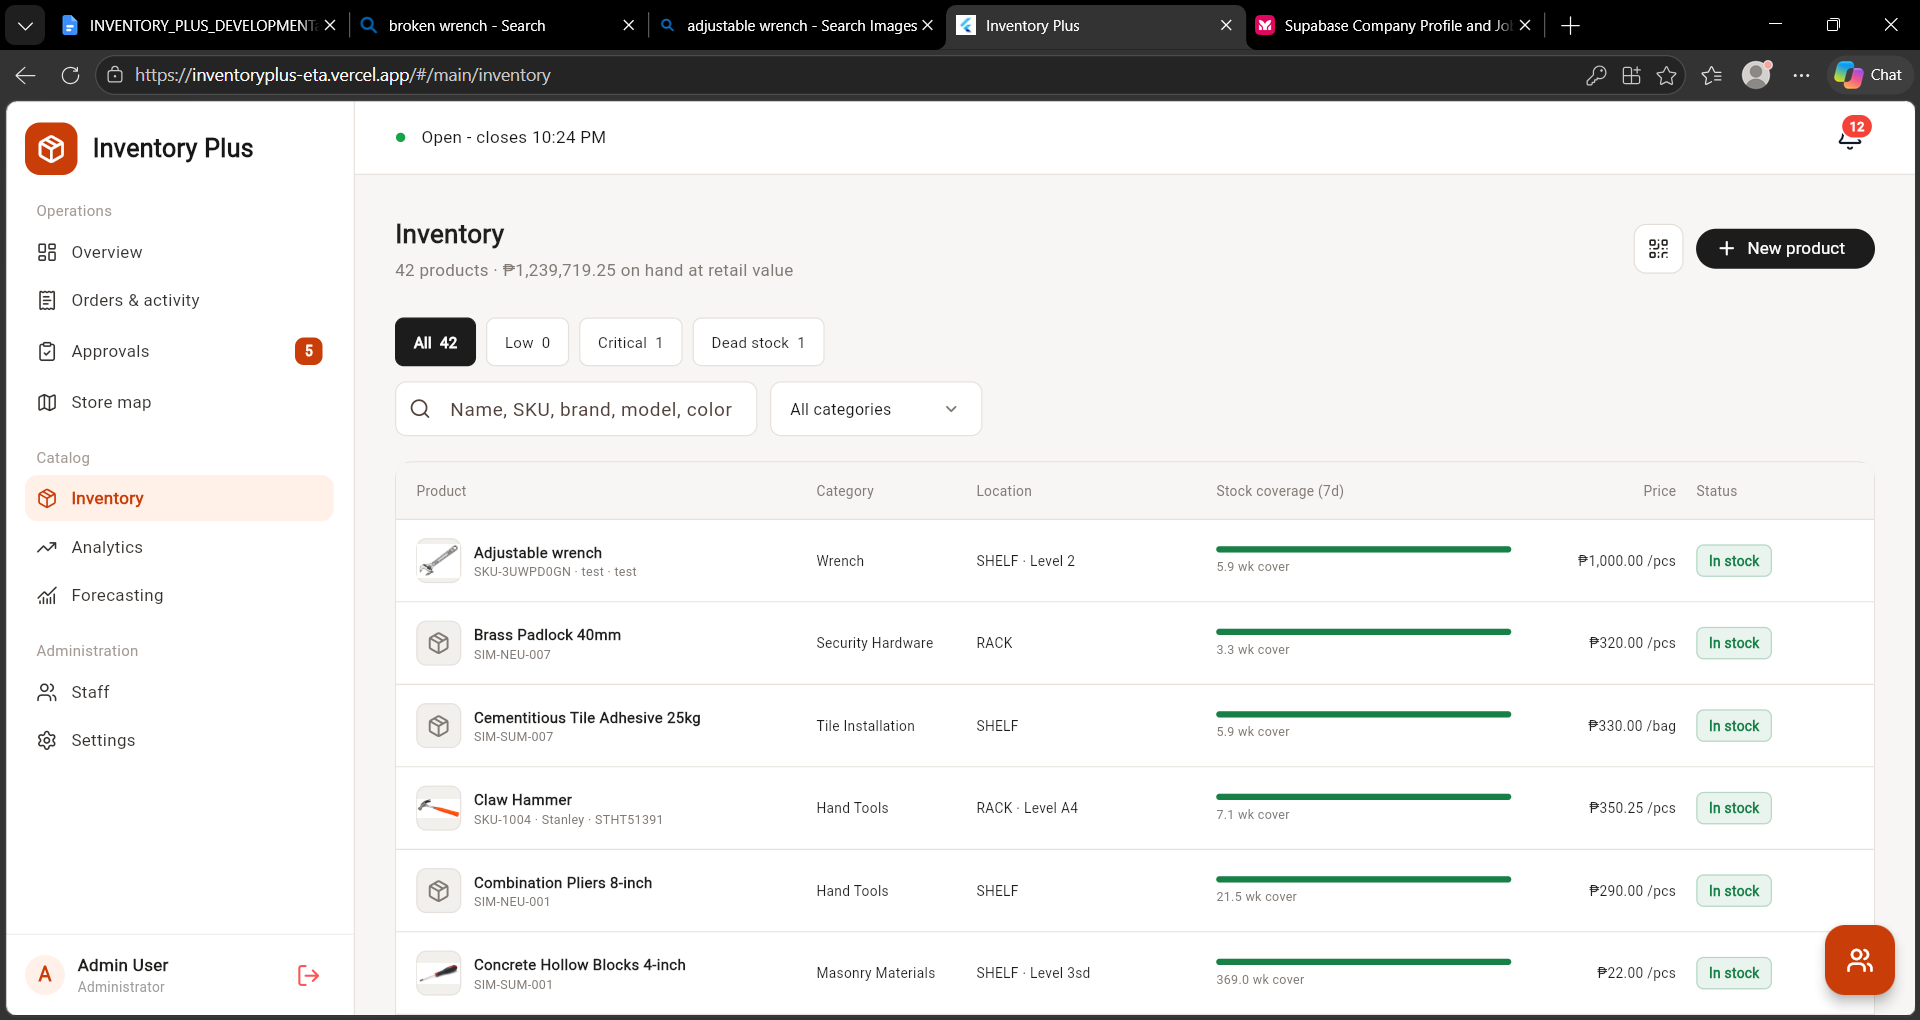 INVENTORY_PLUS_DEVELOPMENT
broken wrench - Search
adjustable wrench - Search Images
Inventory Plus
Supabase Company Profile and Jo
https://inventoryplus-eta.vercel.app/#/main/inventory
Chat
Inventory Plus
Open - closes 10:24 PM
12
Operations
Overview
Orders & activity
Approvals
5
Store map
Catalog
Inventory
Analytics
Forecasting
Administration
Staff
Settings
A
Admin User
Administrator
Inventory
42 products · ₱1,239,719.25 on hand at retail value
New product
All 42
Low 0
Critical 1
Dead stock 1
Name, SKU, brand, model, color
All categories
Product Category Location Stock coverage (7d) Price Status
Adjustable wrench
SKU-3UWPD0GN · test · test
Wrench
SHELF · Level 2
5.9 wk cover
₱1,000.00 /pcs
In stock
Brass Padlock 40mm
SIM-NEU-007
Security Hardware
RACK
3.3 wk cover
₱320.00 /pcs
In stock
Cementitious Tile Adhesive 25kg
SIM-SUM-007
Tile Installation
SHELF
5.9 wk cover
₱330.00 /bag
In stock
Claw Hammer
SKU-1004 · Stanley · STHT51391
Hand Tools
RACK · Level A4
7.1 wk cover
₱350.25 /pcs
In stock
Combination Pliers 8-inch
SIM-NEU-001
Hand Tools
SHELF
21.5 wk cover
₱290.00 /pcs
In stock
Concrete Hollow Blocks 4-inch
SIM-SUM-001
Masonry Materials
SHELF · Level 3sd
369.0 wk cover
₱22.00 /pcs
In stock